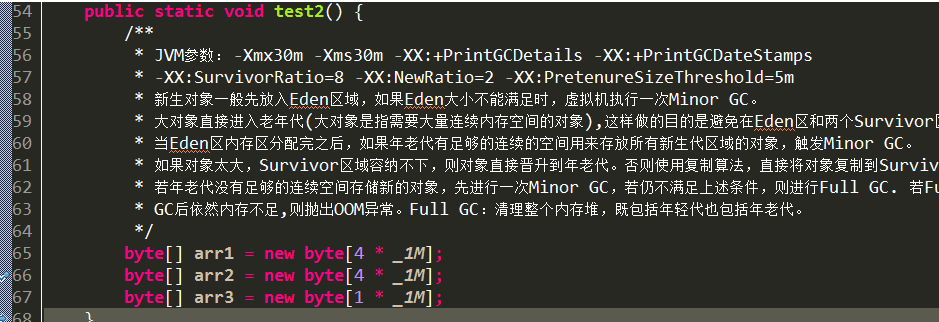 54 public static void test2() {
55 /**
56 * JVM参数: -Xmx30m -Xms30m -XX:+PrintGCDetails -XX:+PrintGCDateStamps
57 * -XX:SurvivorRatio=8 -XX:NewRatio=2 -XX:PretenureSizeThreshold=5m
58 * 新生对象一般先放入Eden区域，如果Eden大小不能满足时，虚拟机执行一次Minor GC。
59 * 大对象直接进入老年代(大对象是指需要大量连续内存空间的对象),这样做的目的是避免在Eden区和两个Survivor区
60 * 当Eden区内存区分配完之后，如果年老代有足够的连续的空间用来存放所有新生代区域的对象，触发Minor GC。
61 * 如果对象太大，Survivor区域容纳不下，则对象直接晋升到年老代。否则使用复制算法，直接将对象复制到Surviv
62 * 若年老代没有足够的连续空间存储新的对象，先进行一次Minor GC，若仍不满足上述条件，则进行Full GC. 若Fu
63 * GC后依然内存不足,则抛出OOM异常。Full GC：清理整个内存堆，既包括年轻代也包括年老代。
64 */
65 byte[] arr1 = new byte[4 * _1M];
66 byte[] arr2 = new byte[4 * _1M];
67 byte[] arr3 = new byte[1 * _1M];
68 }